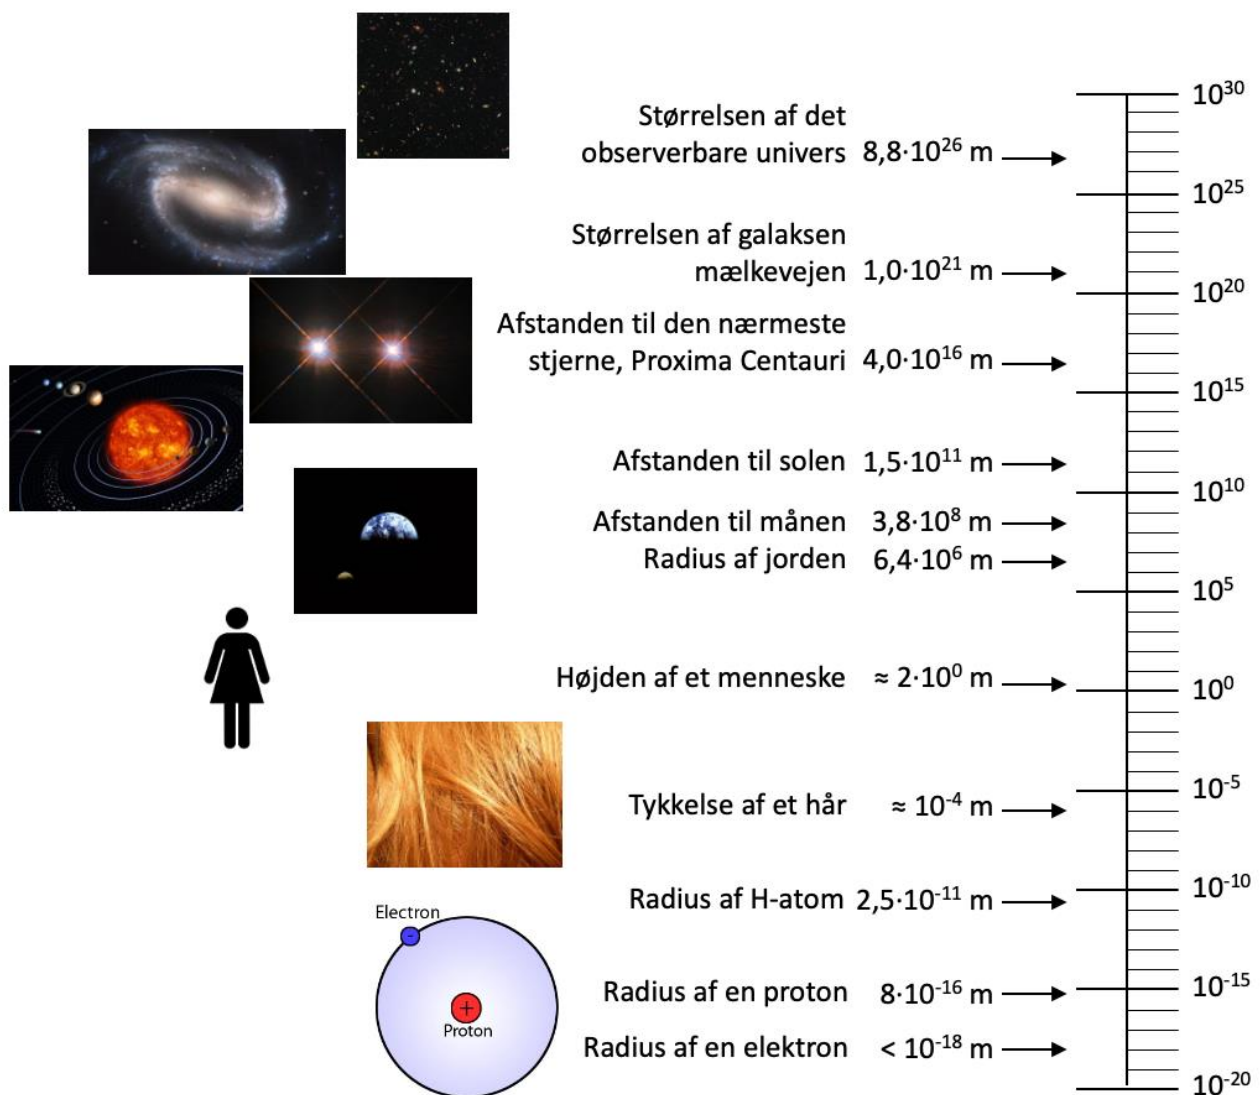 Størrelsen af det
observerbare univers 8,8·10²⁶ m
Størrelsen af galaksen
mælkevejen 1,0·10²¹ m
Afstanden til den nærmeste
stjerne, Proxima Centauri 4,0·10¹⁶ m
Afstanden til solen 1,5·10¹¹ m
Afstanden til månen 3,8·10⁸ m
Radius af jorden 6,4·10⁶ m
Højden af et menneske ≈ 2·10⁰ m
Tykkelse af et hår ≈ 10⁻⁴ m
Radius af H-atom 2,5·10⁻¹¹ m
Radius af en proton 8·10⁻¹⁶ m
Radius af en elektron < 10⁻¹⁸ m
Electron
-
+
Proton
10³⁰
10²⁵
10²⁰
10¹⁵
10¹⁰
10⁵
10⁰
10⁻⁵
10⁻¹⁰
10⁻¹⁵
10⁻²⁰